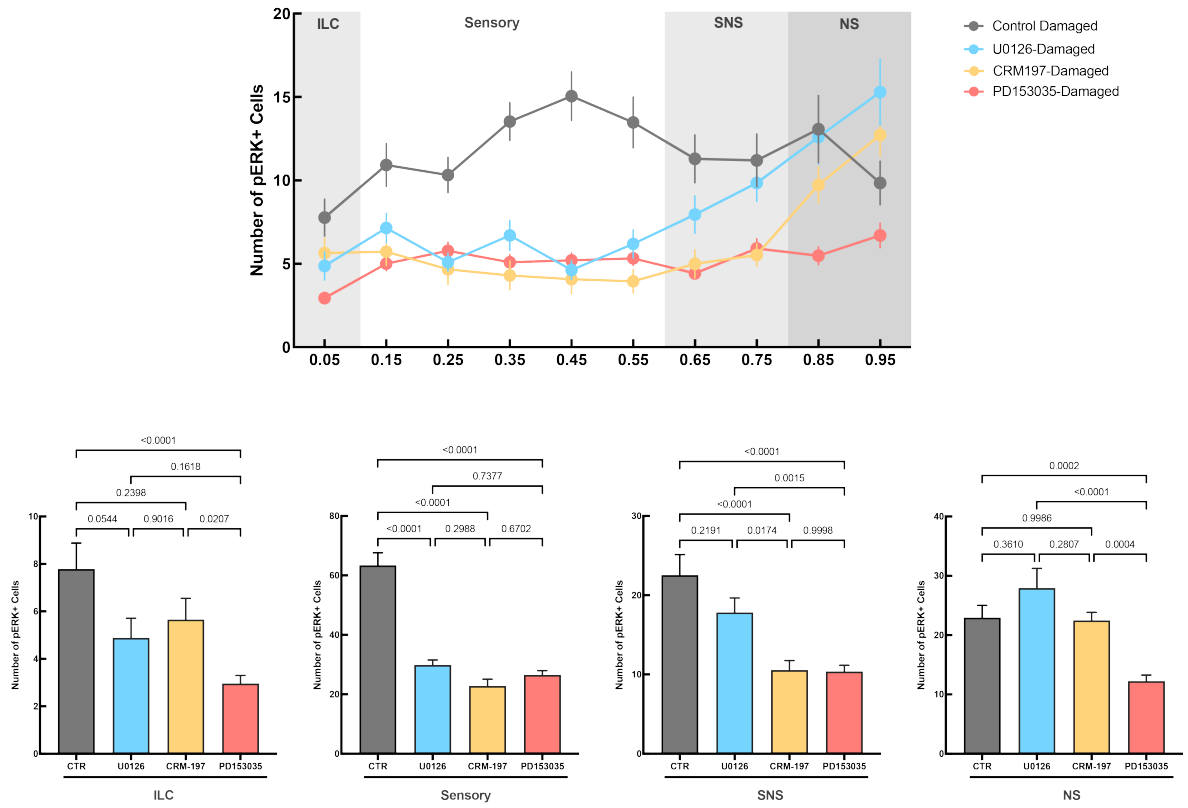 ILC Sensory SNS NS
Control Damaged
U0126-Damaged
CRM197-Damaged
PD153035-Damaged
Number of pERK+ Cells
20
15
10
5
0
0.05 0.15 0.25 0.35 0.45 0.55 0.65 0.75 0.85 0.95
<0.0001
0.1618
0.2398
0.0544 0.9016 0.0207
Number of pERK+ Cells
10
8
6
4
2
0
CTR U0126 CRM-197 PD153035
ILC
<0.0001
0.7377
<0.0001
<0.0001 0.2988 0.6702
Number of pERK+ Cells
80
60
40
20
0
CTR U0126 CRM-197 PD153035
Sensory
<0.0001
0.0015
<0.0001
0.2191 0.0174 0.9998
Number of pERK+ Cells
30
20
10
0
CTR U0126 CRM-197 PD153035
SNS
0.0002
<0.0001
0.9986
0.3610 0.2807 0.0004
Number of pERK+ Cells
40
30
20
10
0
CTR U0126 CRM-197 PD153035
NS